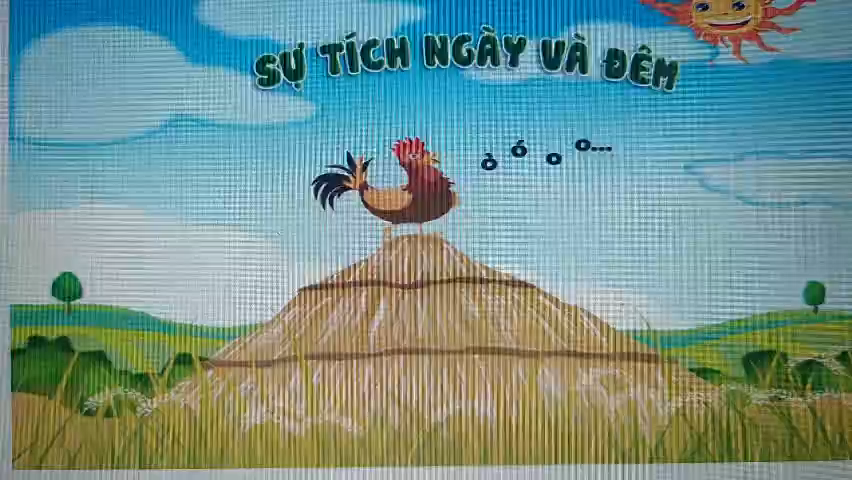 SỰ TÍCH NGÀY VÀ ĐÊM
ò ó o o...